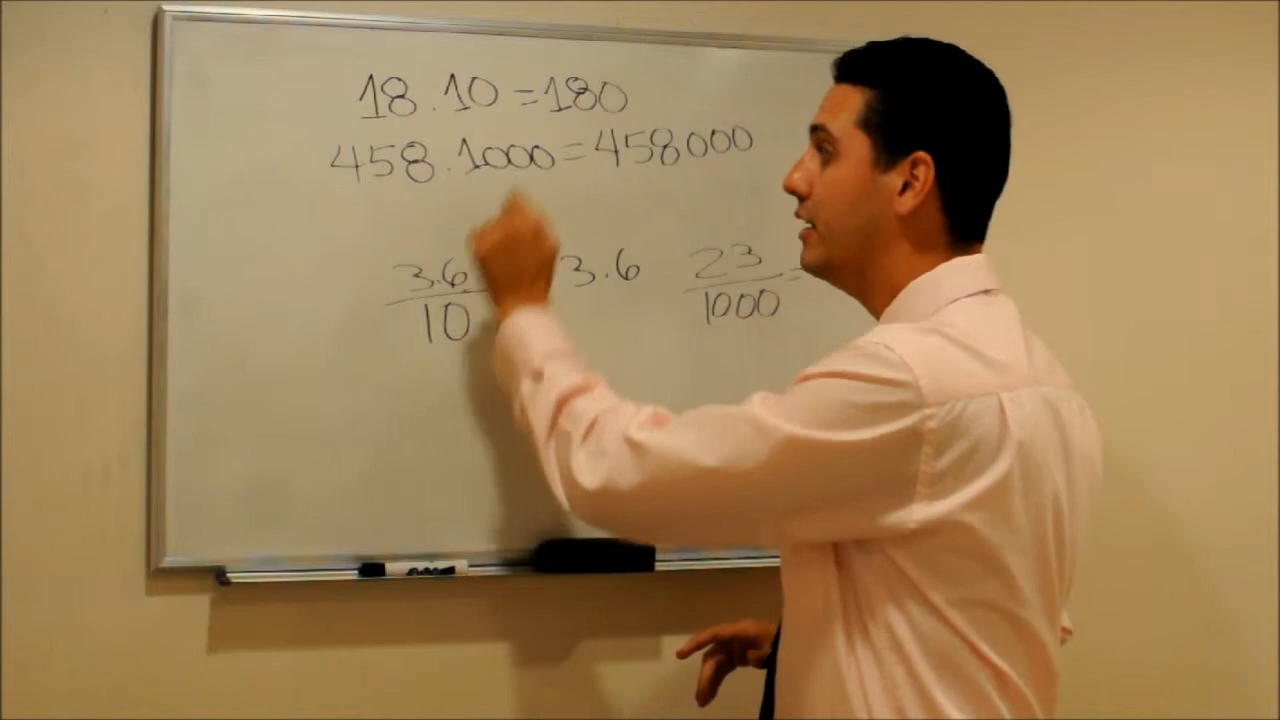 18.10=180
458.1000=458000
3.6 3.6 23
10 1000 =